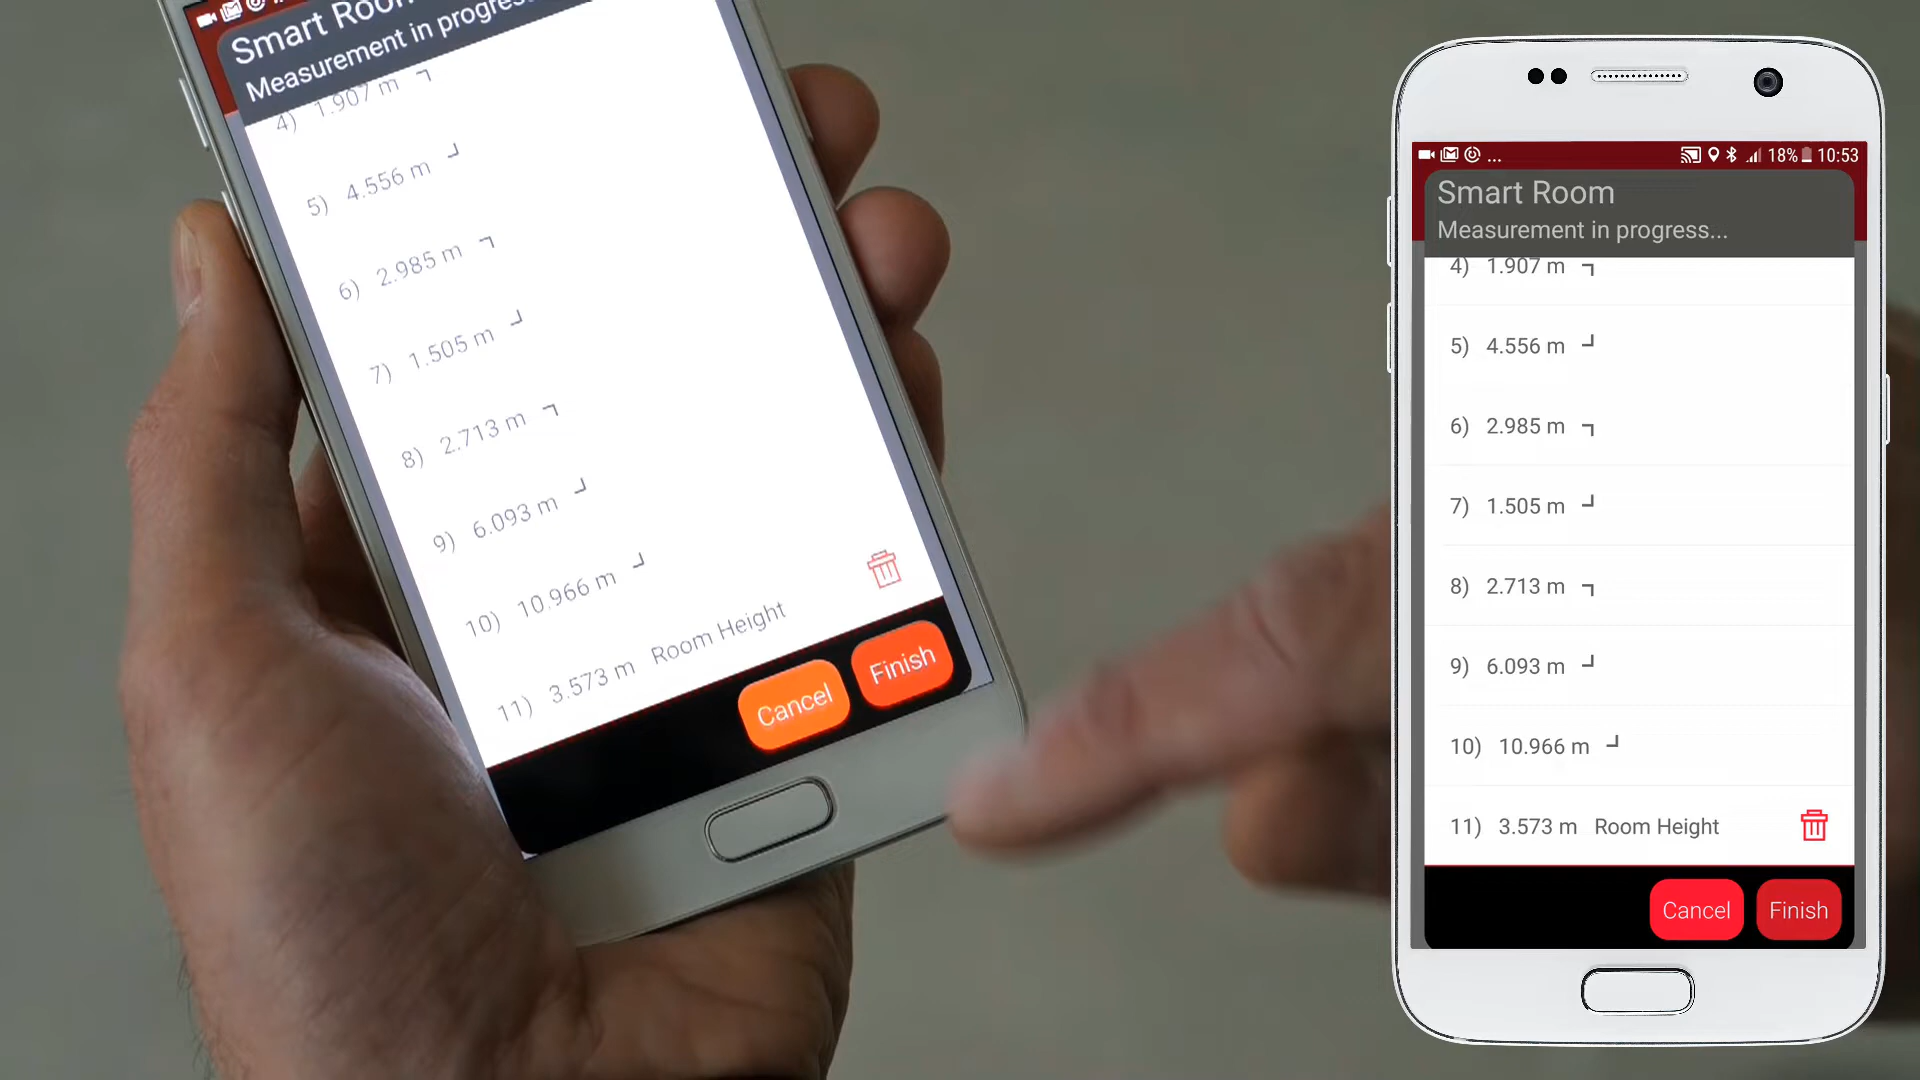 Smart Room
Measurement in progress...
4) 1.907 m
5) 4.556 m
6) 2.985 m
7) 1.505 m
8) 2.713 m
9) 6.093 m
10) 10.966 m
11) 3.573 m Room Height
Cancel Finish
... 18% 10:53
Smart Room
Measurement in progress...
4) 1.907 m
5) 4.556 m
6) 2.985 m
7) 1.505 m
8) 2.713 m
9) 6.093 m
10) 10.966 m
11) 3.573 m Room Height
Cancel Finish